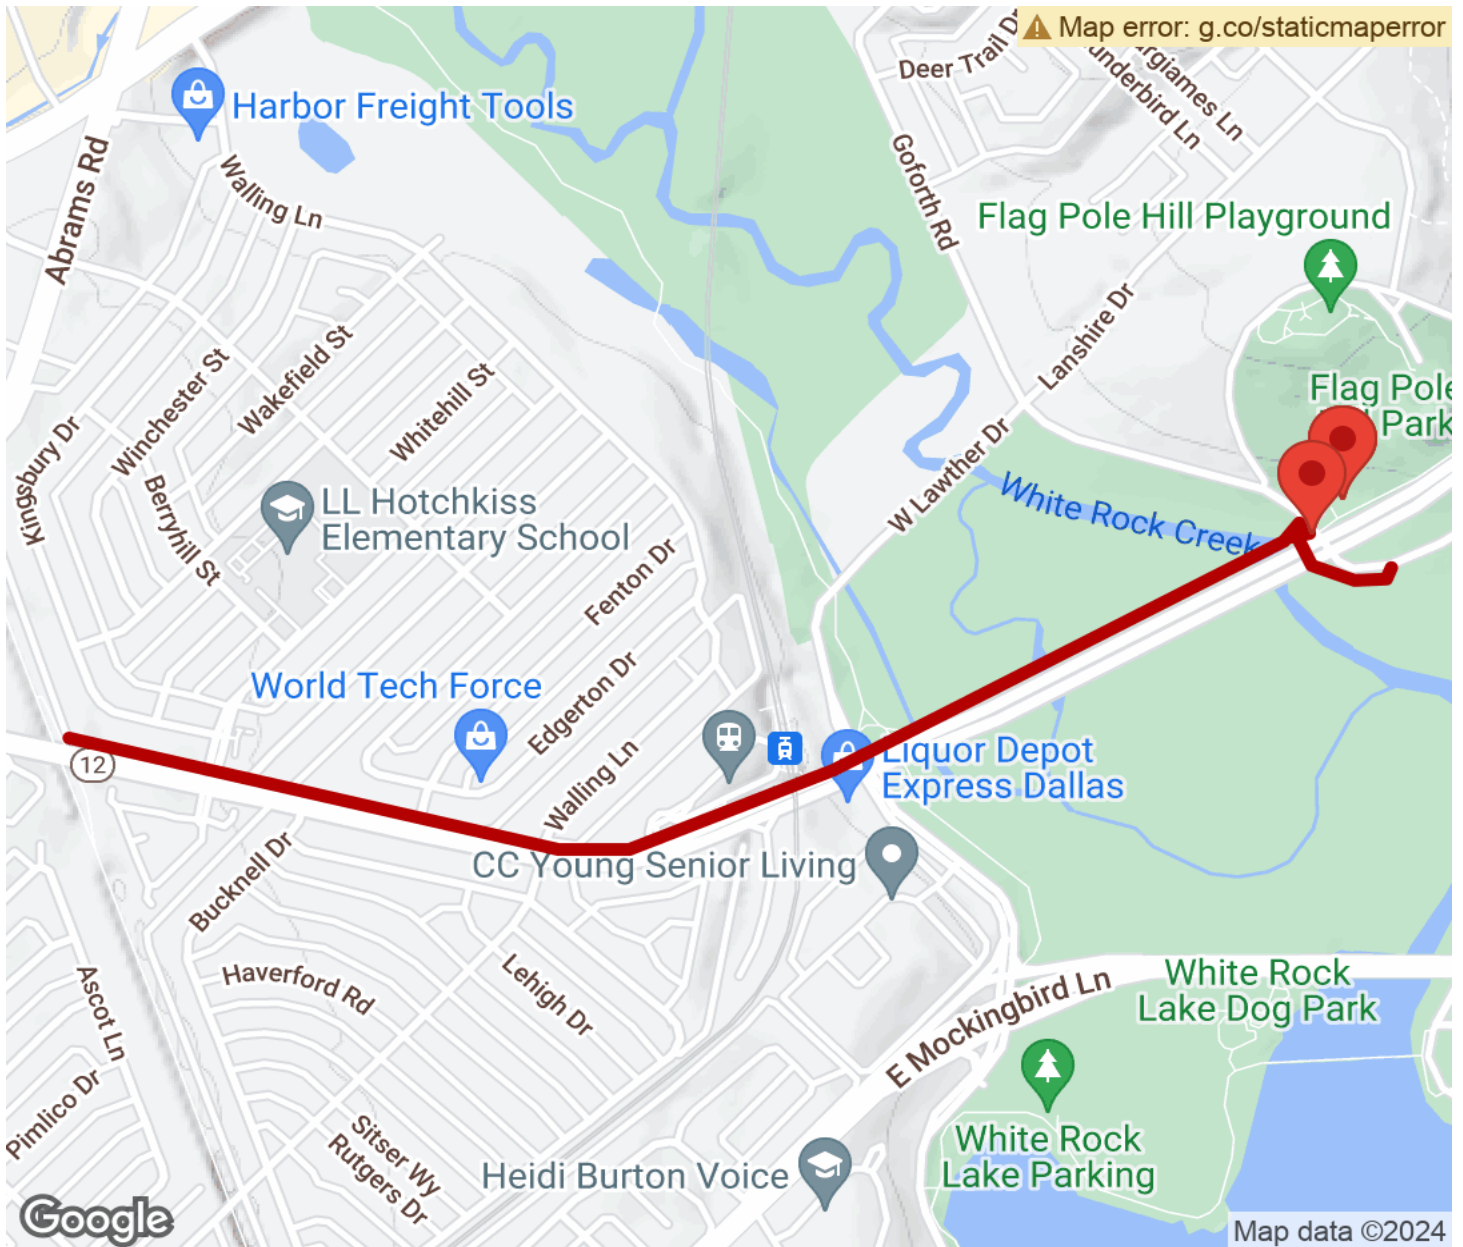 Map error: g.co/staticmaperror
Deer Trail D
underbird Ln
rgiames Ln
Harbor Freight Tools
Abrams Rd
Walling Ln
Goforth Rd
Flag Pole Hill Playground
Lanshire Dr
Winchester St
Wakefield St
Whitehill St
Flag Pole
Park
Kingsbury Dr
Berryhill St
W Lawther Dr
White Rock Creek
LL Hotchkiss
Elementary School
Fenton Dr
World Tech Force
Edgerton Dr
12
Walling Ln
Liquor Depot
Express Dallas
CC Young Senior Living
Bucknell Dr
Haverford Rd
Lehigh Dr
Ascot Ln
E Mockingbird Ln
White Rock
Lake Dog Park
Pimlico Dr
Sitser Wy
Rutgers Dr
White Rock
Lake Parking
Heidi Burton Voice
Google
Map data ©2024